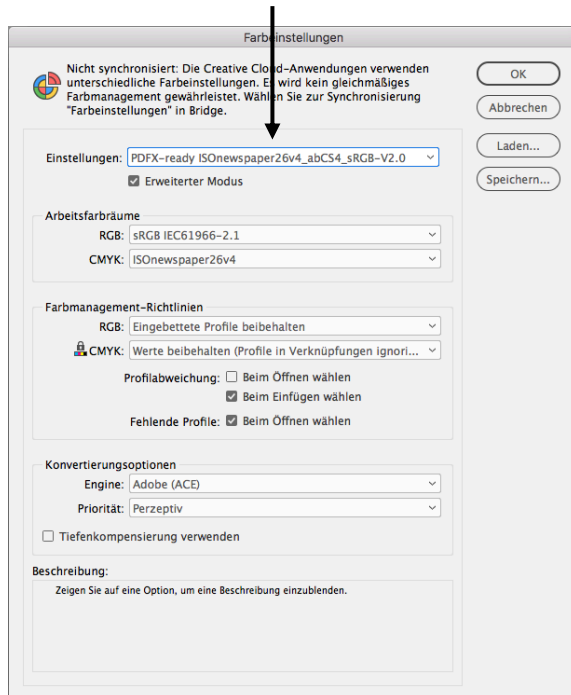 Farbeinstellungen
Nicht synchronisiert: Die Creative Cloud-Anwendungen verwenden
unterschiedliche Farbeinstellungen. Es wird kein gleichmäßiges
Farbmanagement gewährleistet. Wählen Sie zur Synchronisierung
"Farbeinstellungen" in Bridge.
OK
Abbrechen
Laden...
Speichern...
Einstellungen: PDFX-ready ISOnewspaper26v4_abCS4_sRGB-V2.0
Erweiterter Modus
Arbeitsfarbräume
RGB: sRGB IEC61966-2.1
CMYK: ISOnewspaper26v4
Farbmanagement-Richtlinien
RGB: Eingebettete Profile beibehalten
CMYK: Werte beibehalten (Profile in Verknüpfungen ignori...
Profilabweichung: Beim Öffnen wählen
Beim Einfügen wählen
Fehlende Profile: Beim Öffnen wählen
Konvertierungsoptionen
Engine: Adobe (ACE)
Priorität: Perzeptiv
Tiefenkompensierung verwenden
Beschreibung:
Zeigen Sie auf eine Option, um eine Beschreibung einzublenden.